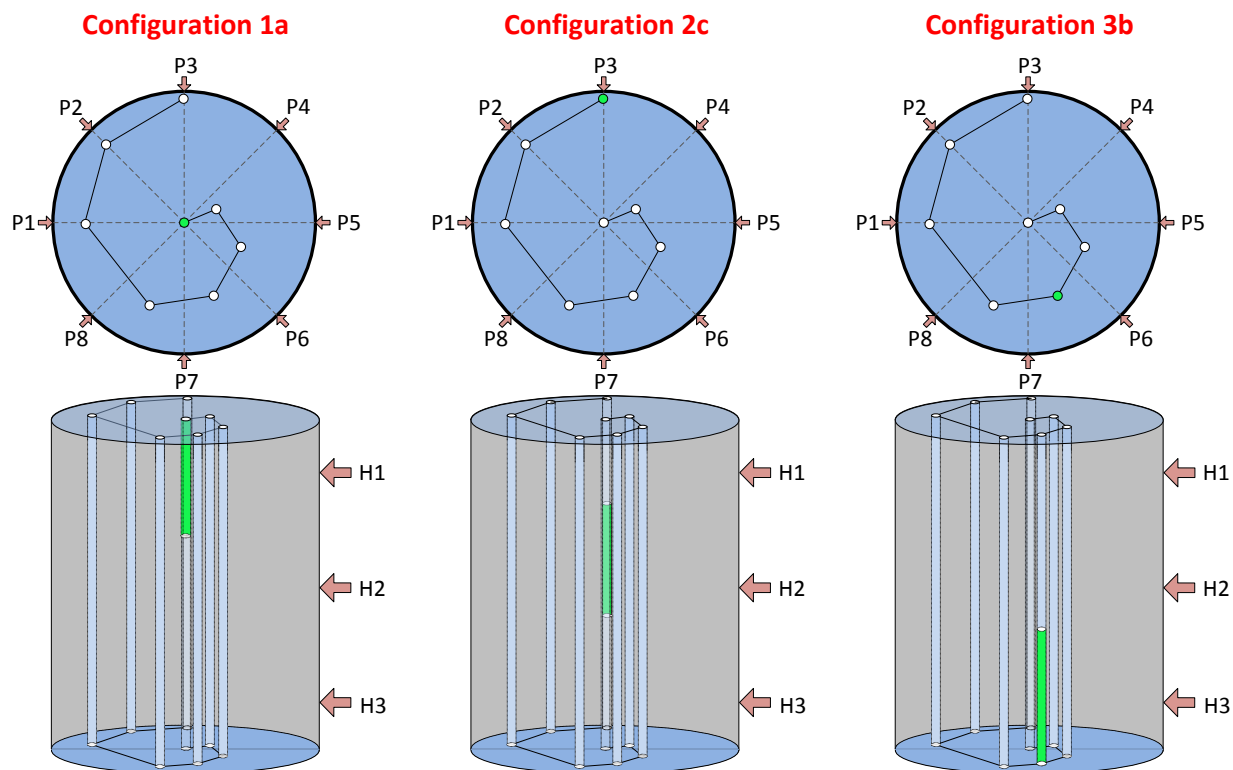 Configuration 1a
Configuration 2c
Configuration 3b
P3
P2
P4
P1
P5
P8
P6
P7
P3
P2
P4
P1
P5
P8
P6
P7
P3
P2
P4
P1
P5
P8
P6
P7
H1
H2
H3
H1
H2
H3
H1
H2
H3